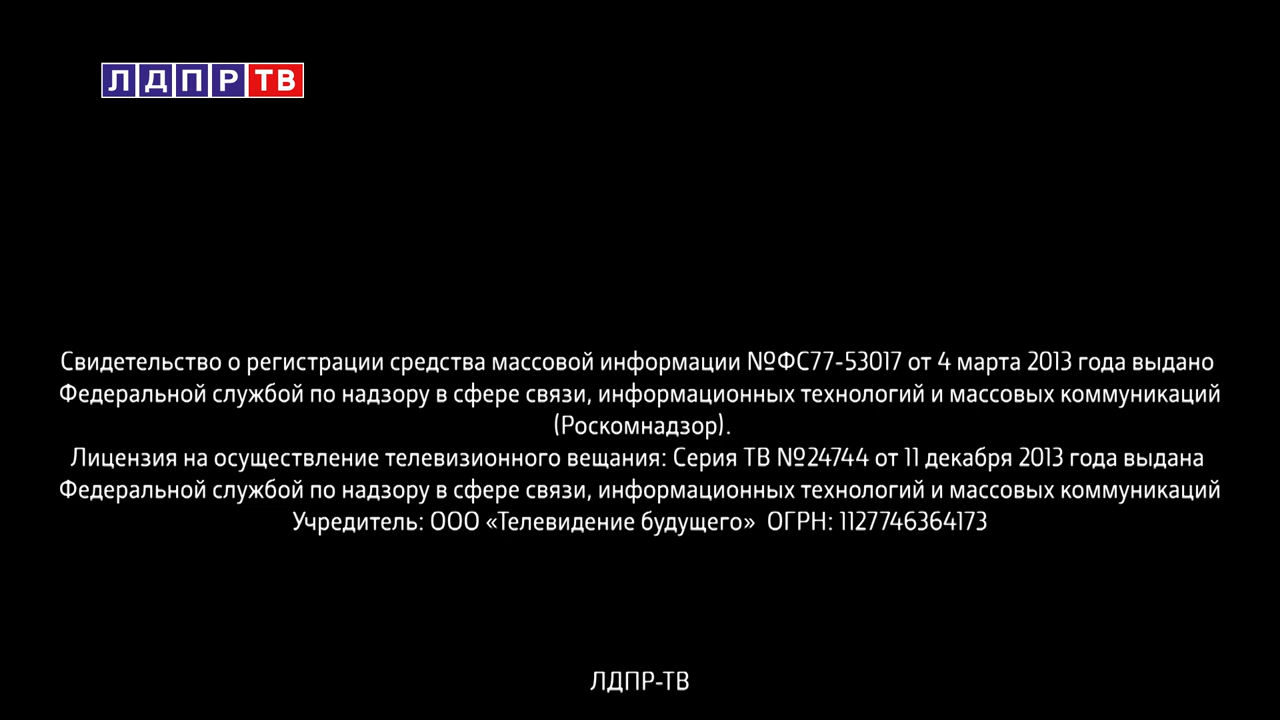 ЛДПР ТВ
Свидетельство о регистрации средства массовой информации №ФС77-53017 от 4 марта 2013 года выдано
Федеральной службой по надзору в сфере связи, информационных технологий и массовых коммуникаций
(Роскомнадзор).
Лицензия на осуществление телевизионного вещания: Серия ТВ №24744 от 11 декабря 2013 года выдана
Федеральной службой по надзору в сфере связи, информационных технологий и массовых коммуникаций
Учредитель: ООО «Телевидение будущего» ОГРН: 1127746364173
ЛДПР-ТВ